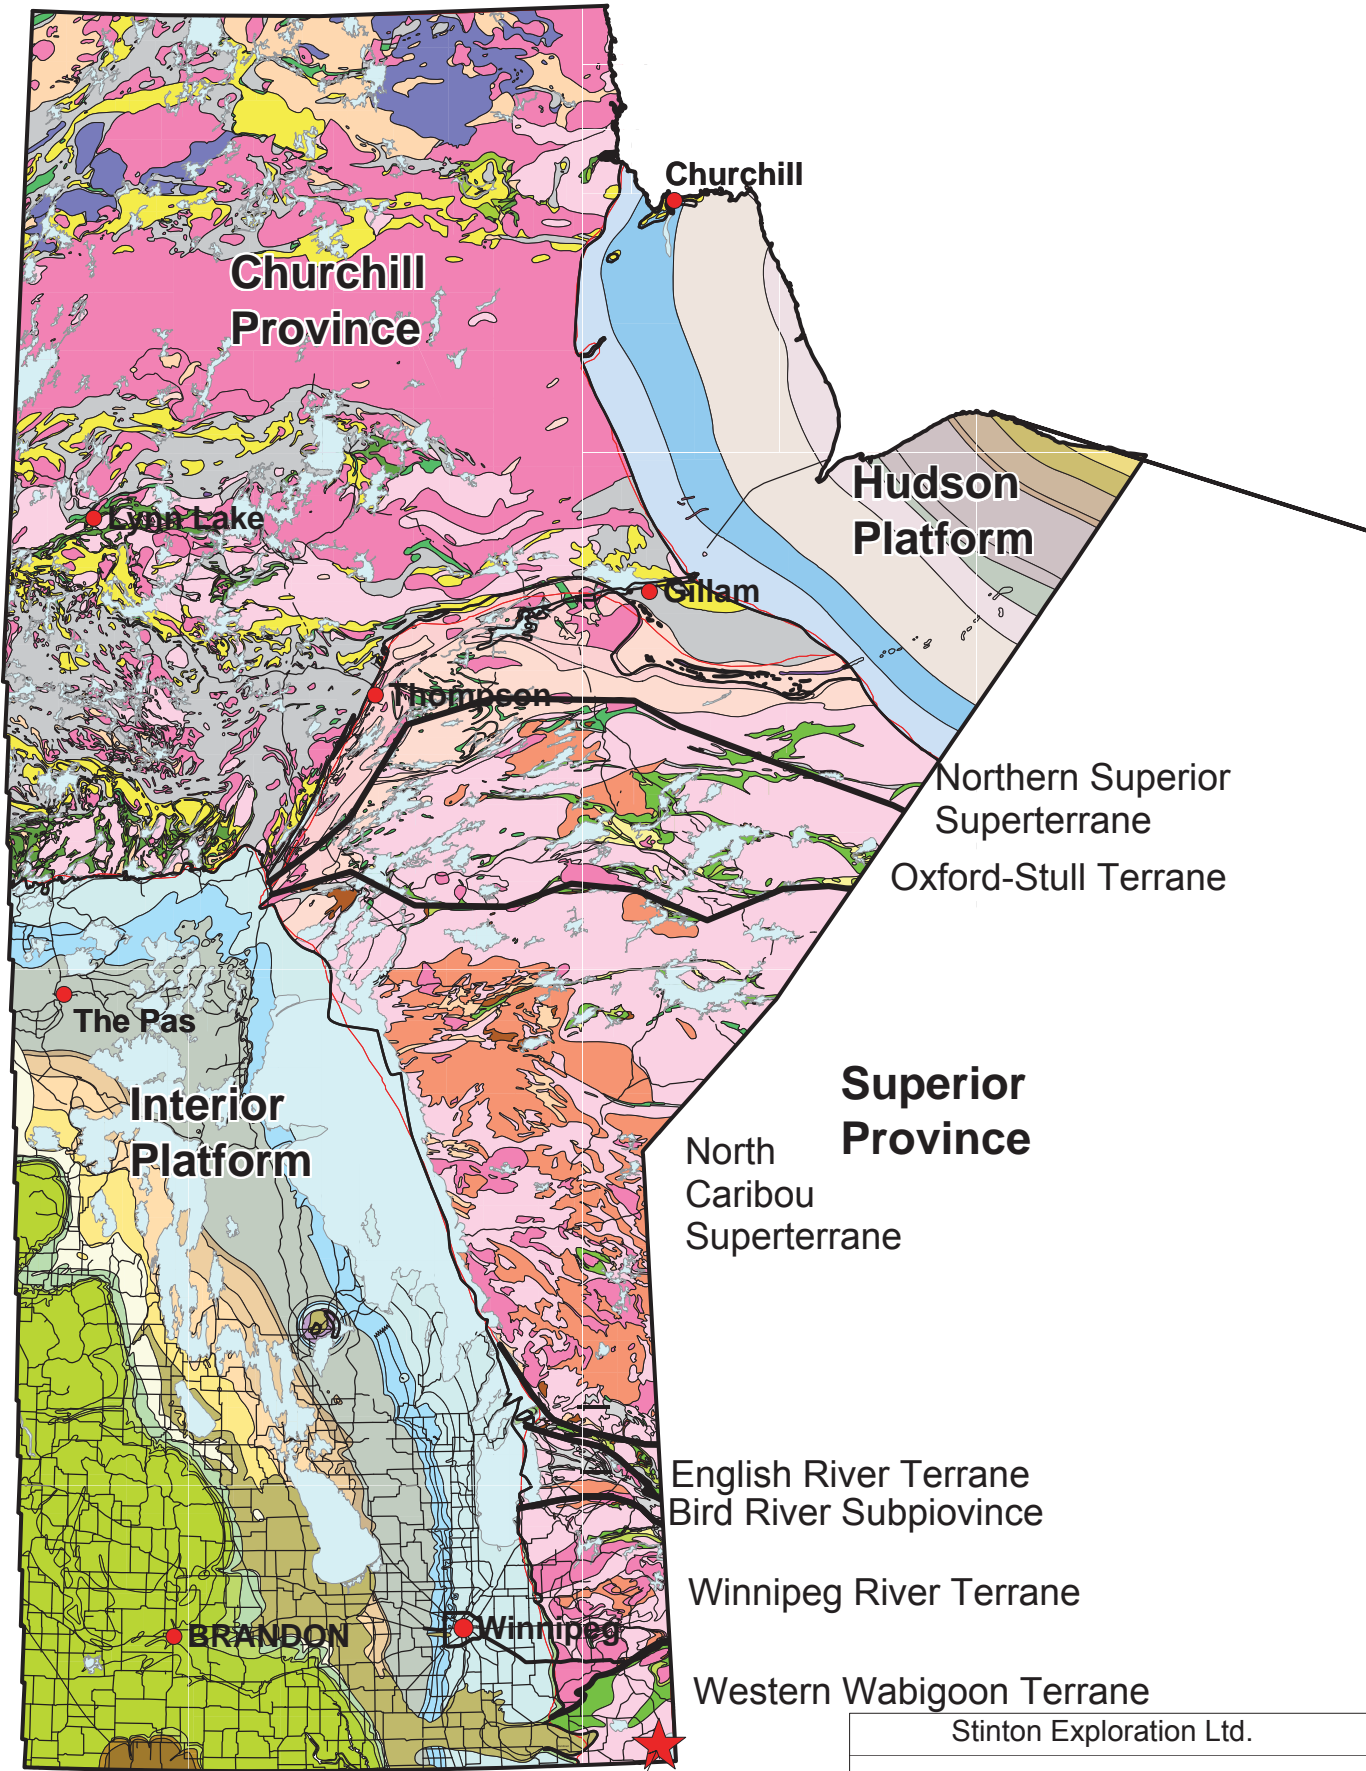 Churchill
Churchill
Province
Hudson
Platform
Lynn Lake
Gillam
Thompson
Northern Superior
Superterrane
Oxford-Stull Terrane
The Pas
Interior
Platform
Superior
Province
North
Caribou
Superterrane
English River Terrane
Bird River Subpiovince
Winnipeg River Terrane
BRANDON
Winnipeg
Western Wabigoon Terrane
Stinton Exploration Ltd.